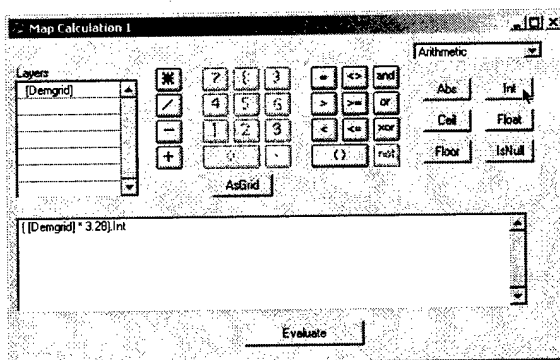 Map Calculation 1
Arithmetic
Layers
[Demgrid]
* 7 8 9 = <> and
/ 4 5 6 > >= or
- 1 2 3 < <= xor
+ 0 . ( ) not
AsGrid
Abs Int
Ceil Float
Floor IsNull
( [Demgrid] * 3.28).Int
Evaluate